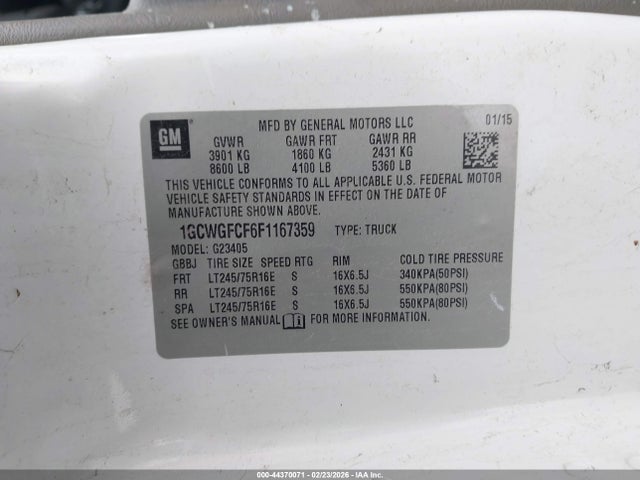 GM
MFD BY GENERAL MOTORS LLC 01/15
GVWR GAWR FRT GAWR RR
3901 KG 1860 KG 2431 KG
8600 LB 4100 LB 5360 LB
THIS VEHICLE CONFORMS TO ALL APPLICABLE U.S. FEDERAL MOTOR
VEHICLE SAFETY STANDARDS IN EFFECT ON THE DATE OF
MANUFACTURE SHOWN ABOVE.
1GCWGFCF6F1167359 TYPE: TRUCK
MODEL: G23405
GBBJ TIRE SIZE SPEED RTG RIM COLD TIRE PRESSURE
FRT LT245/75R16E S 16X6.5J 340KPA(50PSI)
RR LT245/75R16E S 16X6.5J 550KPA(80PSI)
SPA LT245/75R16E S 16X6.5J 550KPA(80PSI)
SEE OWNER'S MANUAL FOR MORE INFORMATION.
(000-44370071 - 02/23/2026 - IAAI.CA)